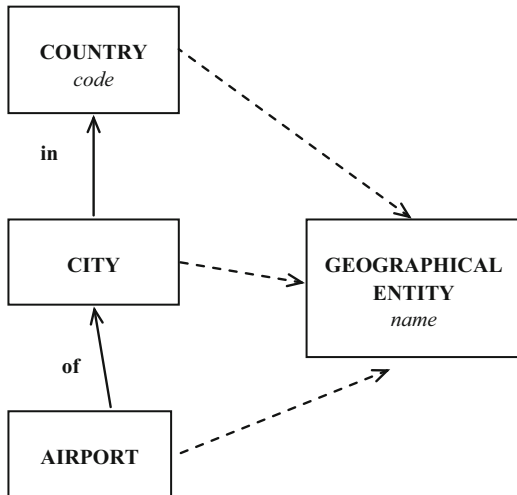 COUNTRY
code
in
CITY
GEOGRAPHICAL
ENTITY
name
of
AIRPORT